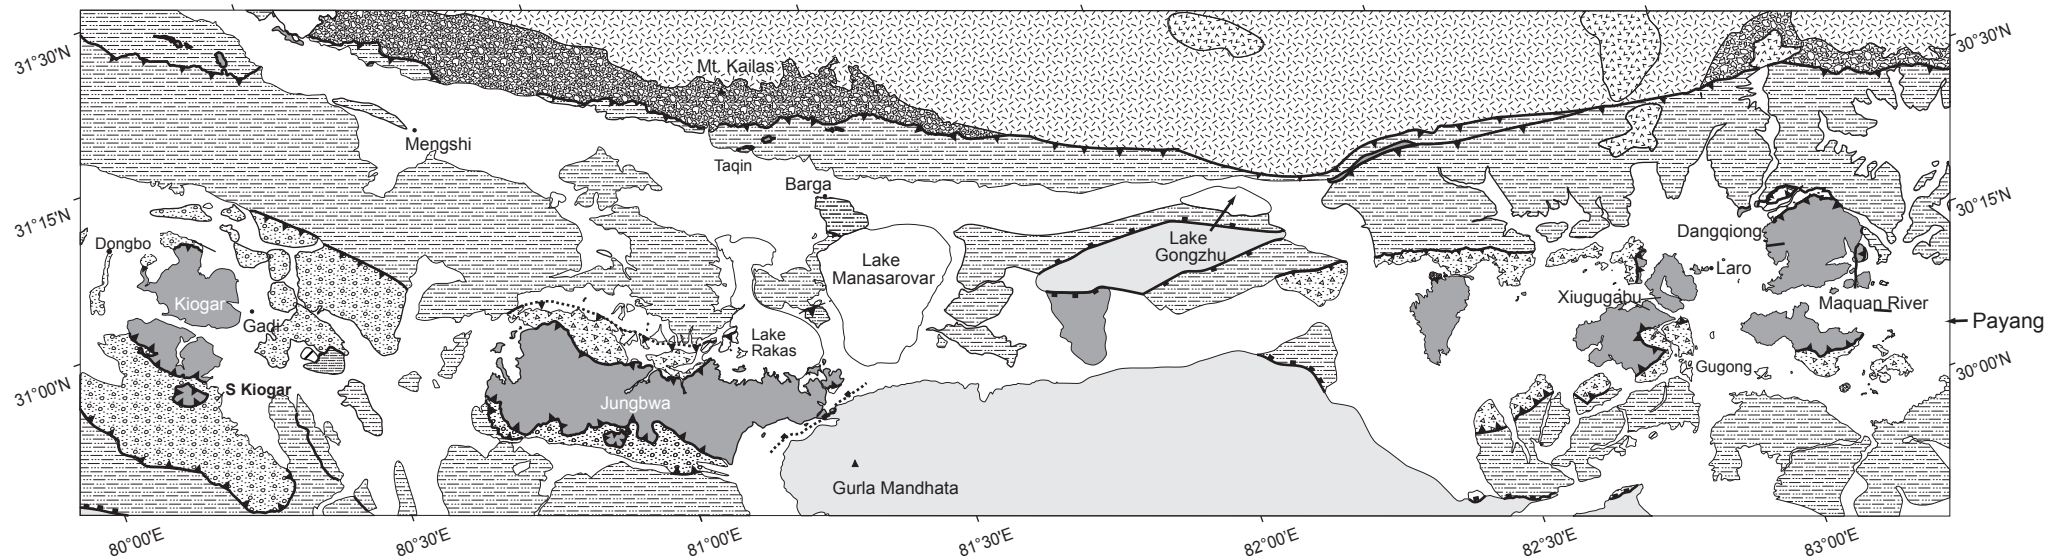 31°30'N
31°15'N
31°00'N
30°30'N
30°15'N
30°00'N
Mt. Kailas
Mengshi
Taqin
Barga
Dongbo
Kiogar
Gadi
S Kiogar
Lake
Rakas
Lake
Manasarovar
Lake
Gongzhu
Jungbwa
Gurla Mandhata
Dangqiong
Laro
Xiugugabu
Maquan River
Payang
Gugong
80°00'E
80°30'E
81°00'E
81°30'E
82°00'E
82°30'E
83°00'E